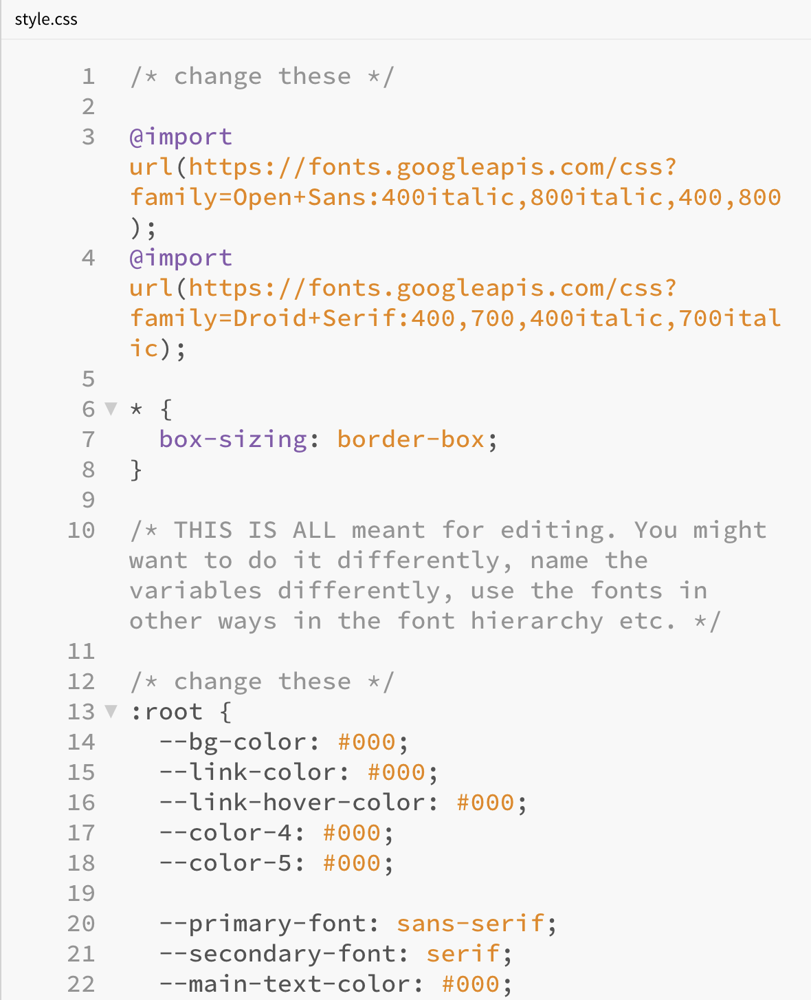 style.css
1 /* change these */
2
3 @import
url(https://fonts.googleapis.com/css?
family=Open+Sans:400italic,800italic,400,800
);
4 @import
url(https://fonts.googleapis.com/css?
family=Droid+Serif:400,700,400italic,700ital
ic);
5
6 ▼ * {
7   box-sizing: border-box;
8 }
9
10 /* THIS IS ALL meant for editing. You might
want to do it differently, name the
variables differently, use the fonts in
other ways in the font hierarchy etc. */
11
12 /* change these */
13 ▼ :root {
14   --bg-color: #000;
15   --link-color: #000;
16   --link-hover-color: #000;
17   --color-4: #000;
18   --color-5: #000;
19
20   --primary-font: sans-serif;
21   --secondary-font: serif;
22   --main-text-color: #000;